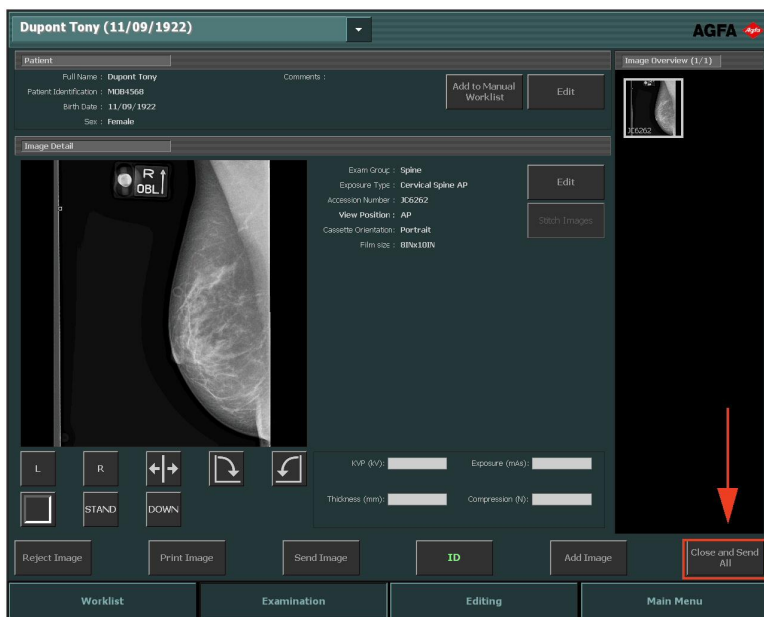 Dupont Tony (11/09/1922)
AGFA
Agfa
Patient
Full Name : Dupont Tony
Comments :
Patient Identification : MOB4568
Birth Date : 11/09/1922
Sex : Female
Add to Manual
Worklist
Edit
Image Overview (1/1)
JC6262
Image Detail
R
OBL
Exam Group : Spine
Exposure Type : Cervical Spine AP
Accession Number : JC6262
View Position : AP
Cassette Orientation: Portrait
Film size : 8INx10IN
Edit
Stitch Images
L
R
STAND
DOWN
KVP (kV):
Exposure (mAs):
Thickness (mm):
Compression (N):
Reject Image
Print Image
Send Image
ID
Add Image
Close and Send
All
Worklist
Examination
Editing
Main Menu